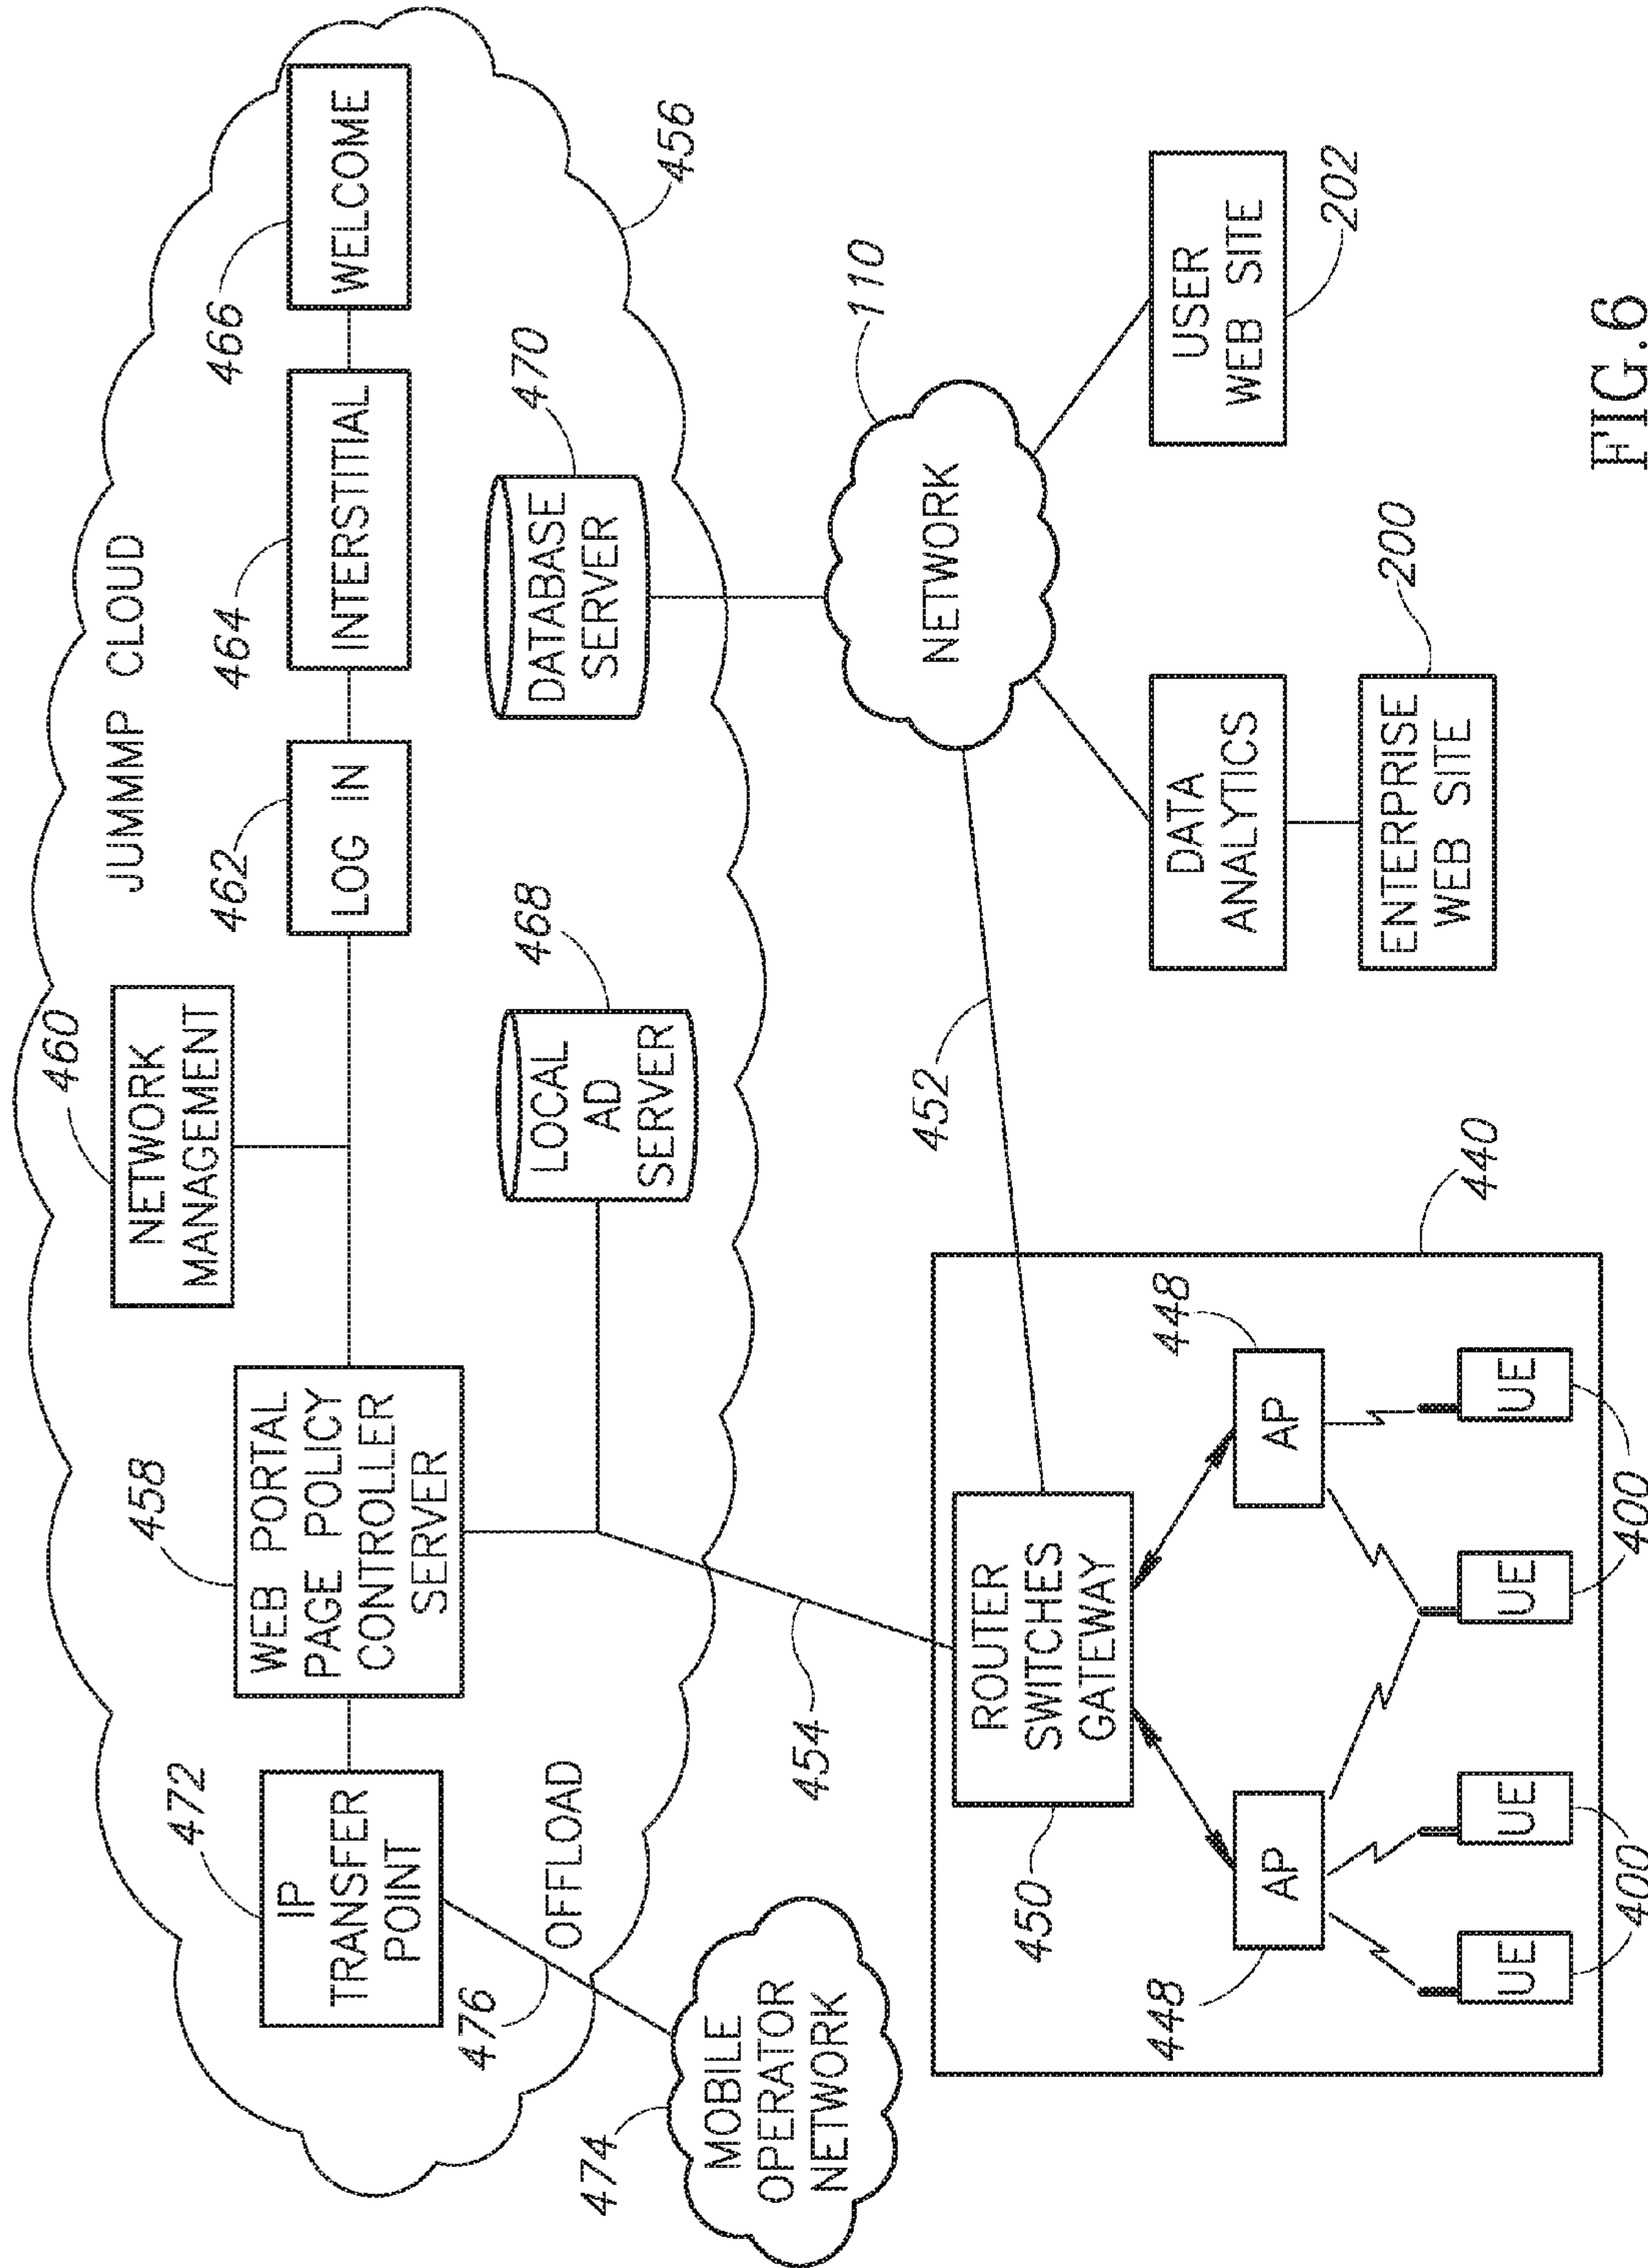 JUMMP CLOUD
472
IP
TRANSFER
POINT
458
WEB PORTAL
PAGE POLICY
CONTROLLER
SERVER
460
NETWORK
MANAGEMENT
462
LOG IN
464
INTERSTITIAL
466
WELCOME
468
LOCAL
AD
SERVER
470
DATABASE
SERVER
456
476
OFFLOAD
474
MOBILE
OPERATOR
NETWORK
454
452
NETWORK
110
450
ROUTER
SWITCHES
GATEWAY
448
AP
448
AP
440
UE
UE
UE
UE
400
400
DATA
ANALYTICS
ENTERPRISE
WEB SITE
200
USER
WEB SITE
202
FIG.6